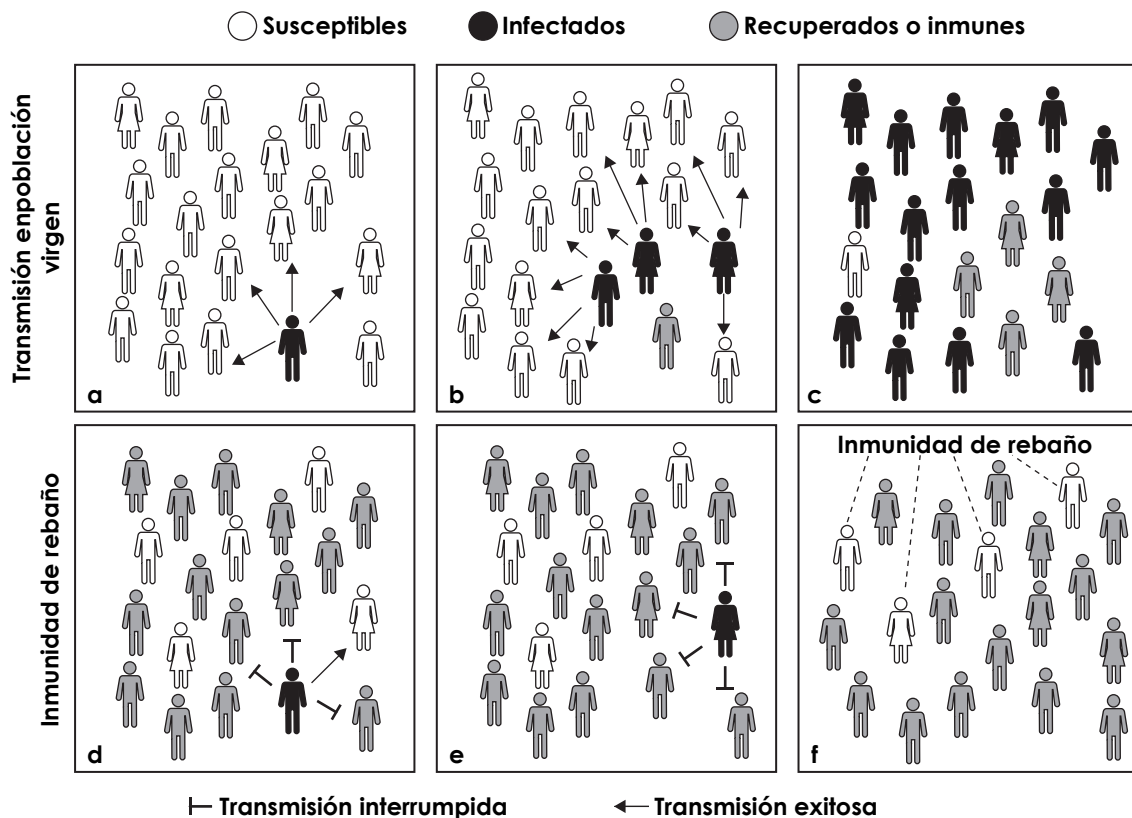 Susceptibles Infectados Recuperados o inmunes
Transmisión enpoblación
virgen
a b c
Inmunidad de rebaño
Inmunidad de rebaño
d e f
Transmisión interrumpida Transmisión exitosa